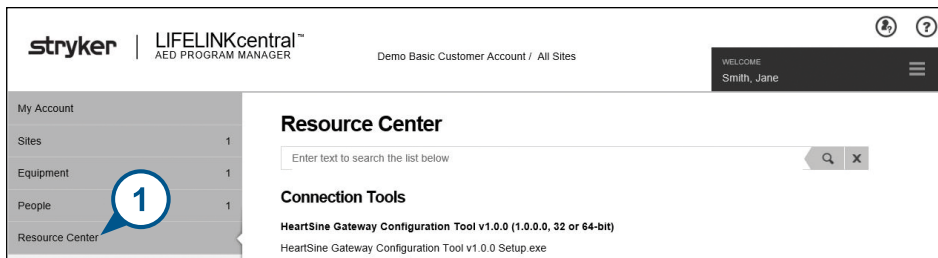 stryker
LIFELINKcentral™
AED PROGRAM MANAGER
Demo Basic Customer Account / All Sites
WELCOME
Smith, Jane
My Account
Sites 1
Equipment 1
People 1
Resource Center
1
Resource Center
Enter text to search the list below
X
Connection Tools
HeartSine Gateway Configuration Tool v1.0.0 (1.0.0.0, 32 or 64-bit)
HeartSine Gateway Configuration Tool v1.0.0 Setup.exe